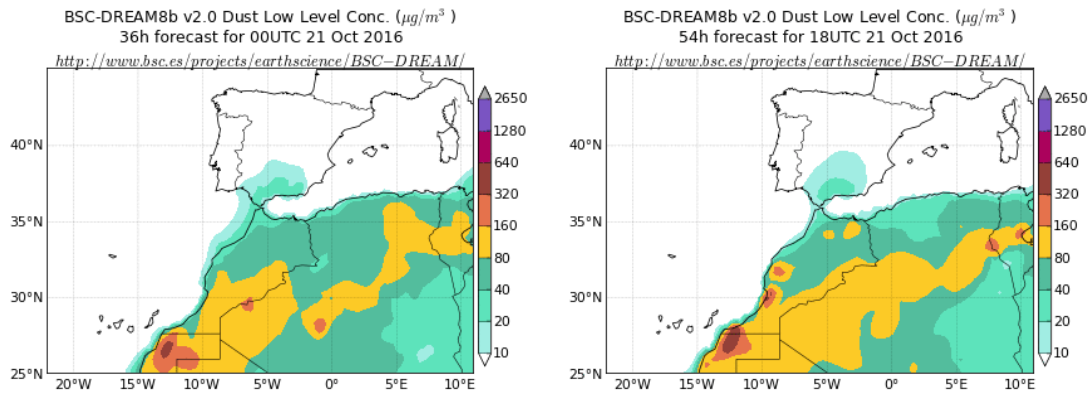 BSC-DREAM8b v2.0 Dust Low Level Conc. (μg/m³ )
36h forecast for 00UTC 21 Oct 2016
http://www.bsc.es/projects/earthscience/BSC−DREAM/
40°N
35°N
30°N
25°N
20°W
15°W
10°W
5°W
0°
5°E
10°E
2650
1280
640
320
160
80
40
20
10
BSC-DREAM8b v2.0 Dust Low Level Conc. (μg/m³ )
54h forecast for 18UTC 21 Oct 2016
http://www.bsc.es/projects/earthscience/BSC−DREAM/
40°N
35°N
30°N
25°N
20°W
15°W
10°W
5°W
0°
5°E
10°E
2650
1280
640
320
160
80
40
20
10